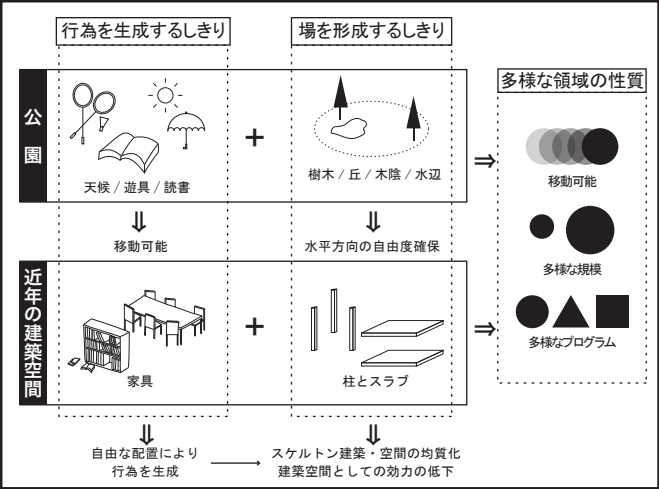 行為を生成するしきり
場を形成するしきり
多様な領域の性質
公園
天候 / 遊具 / 読書
樹木 / 丘 / 木陰 / 水辺
移動可能
水平方向の自由度確保
移動可能
多様な規模
多様なプログラム
近年の建築空間
家具
柱とスラブ
自由な配置により
行為を生成
スケルトン建築・空間の均質化
建築空間としての効力の低下